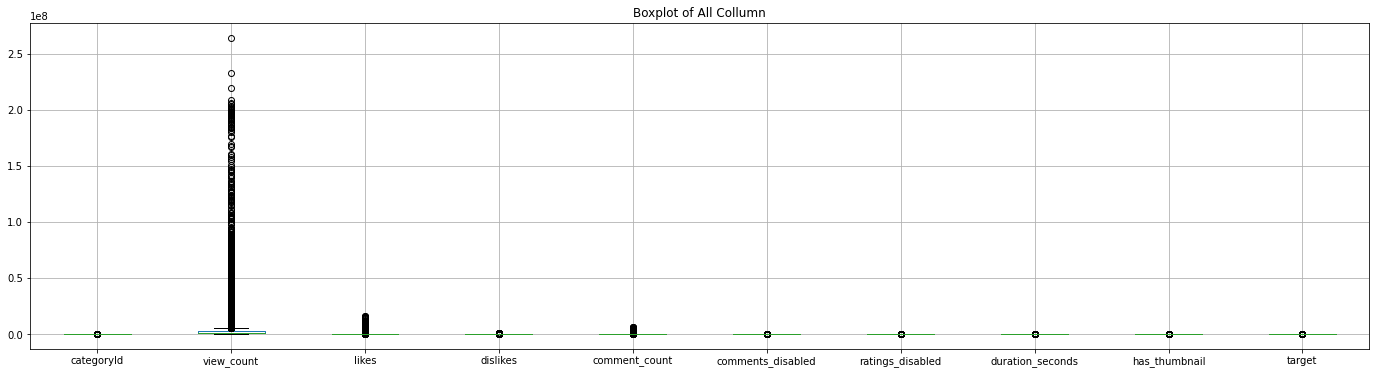 Boxplot of All Collumn
1e8
2.5
2.0
1.5
1.0
0.5
0.0
categoryId view_count likes dislikes comment_count comments_disabled ratings_disabled duration_seconds has_thumbnail target